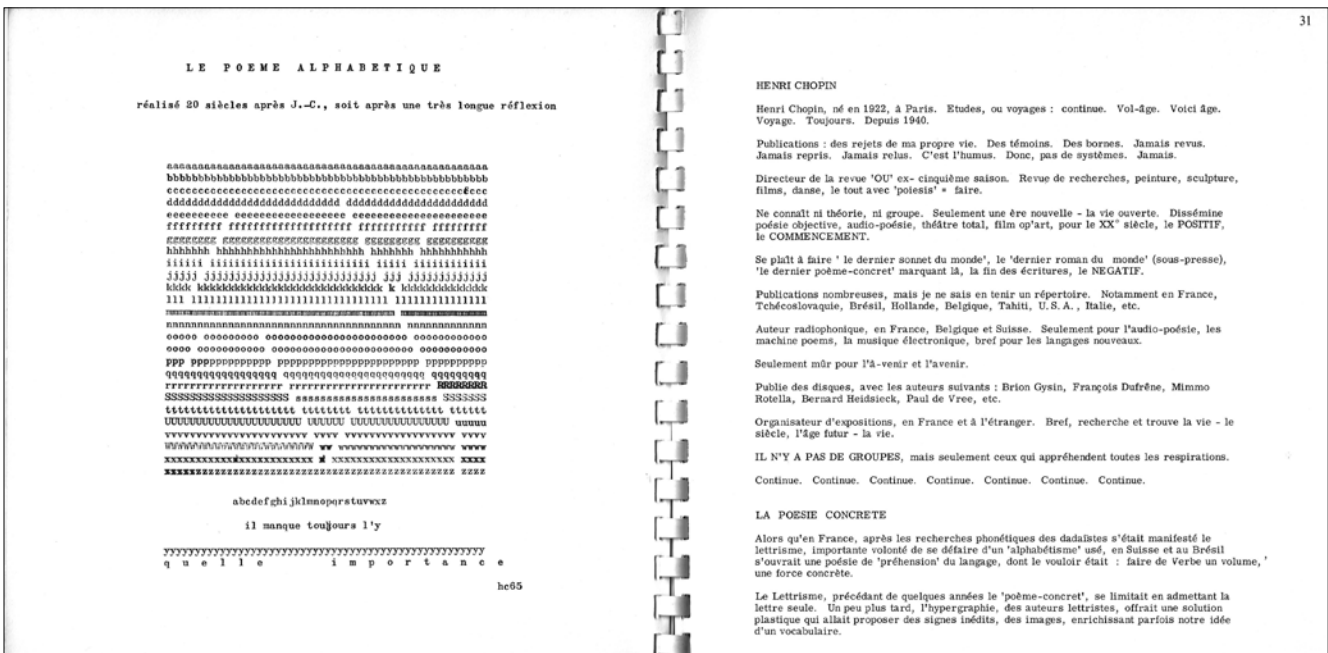 LE POEME ALPHABETIQUE
réalisé 20 siècles après J.-C., soit après une très longue réflexion
abcdefghijklmnopqrstuvwxz
il manque toujours l'y
quelle importance
hc65
31
HENRI CHOPIN
Henri Chopin, né en 1922, à Paris. Etudes, ou voyages : continue. Vol-âge. Voici âge.
Voyage. Toujours. Depuis 1940.
Publications : des rejets de ma propre vie. Des témoins. Des bornes. Jamais revus.
Jamais repris. Jamais relus. C'est l'humus. Donc, pas de systèmes. Jamais.
Directeur de la revue 'OU' ex- cinquième saison. Revue de recherches, peinture, sculpture,
films, danse, le tout avec 'poiesis' = faire.
Ne connaît ni théorie, ni groupe. Seulement une ère nouvelle - la vie ouverte. Dissémine
poésie objective, audio-poésie, théâtre total, film op'art, pour le XX° siècle, le POSITIF,
le COMMENCEMENT.
Se plaît à faire ' le dernier sonnet du monde', le 'dernier roman du monde' (sous-presse),
'le dernier poème-concret' marquant là, la fin des écritures, le NEGATIF.
Publications nombreuses, mais je ne sais en tenir un répertoire. Notamment en France,
Tchécoslovaquie, Brésil, Hollande, Belgique, Tahiti, U.S.A., Italie, etc.
Auteur radiophonique, en France, Belgique et Suisse. Seulement pour l'audio-poésie, les
machine poems, la musique électronique, bref pour les langages nouveaux.
Seulement mûr pour l'à-venir et l'avenir.
Publie des disques, avec les auteurs suivants : Brion Gysin, François Dufrêne, Mimmo
Rotella, Bernard Heidsieck, Paul de Vree, etc.
Organisateur d'expositions, en France et à l'étranger. Bref, recherche et trouve la vie - le
siècle, l'âge futur - la vie.
IL N'Y A PAS DE GROUPES, mais seulement ceux qui appréhendent toutes les respirations.
Continue. Continue. Continue. Continue. Continue. Continue. Continue.
LA POESIE CONCRETE
Alors qu'en France, après les recherches phonétiques des dadaïstes s'était manifesté le
lettrisme, importante volonté de se défaire d'un 'alphabétisme' usé, en Suisse et au Brésil
s'ouvrait une poésie de 'préhension' du langage, dont le vouloir était : faire de Verbe un volume,
une force concrète.
Le Lettrisme, précédant de quelques années le 'poème-concret', se limitait en admettant la
lettre seule. Un peu plus tard, l'hypergraphie, des auteurs lettristes, offrait une solution
plastique qui allait proposer des signes inédits, des images, enrichissant parfois notre idée
d'un vocabulaire.